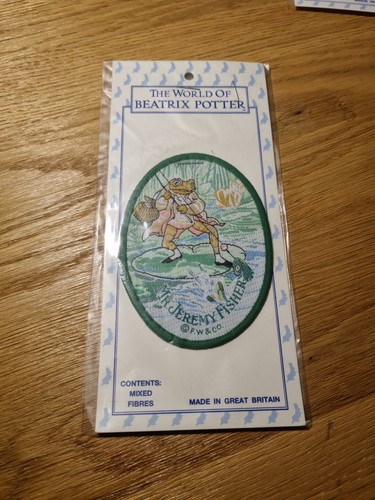 THE WORLD OF
BEATRIX POTTER
MR JEREMY FISHER
© F.W & CO.
CONTENTS:
MIXED
FIBRES
MADE IN GREAT BRITAIN